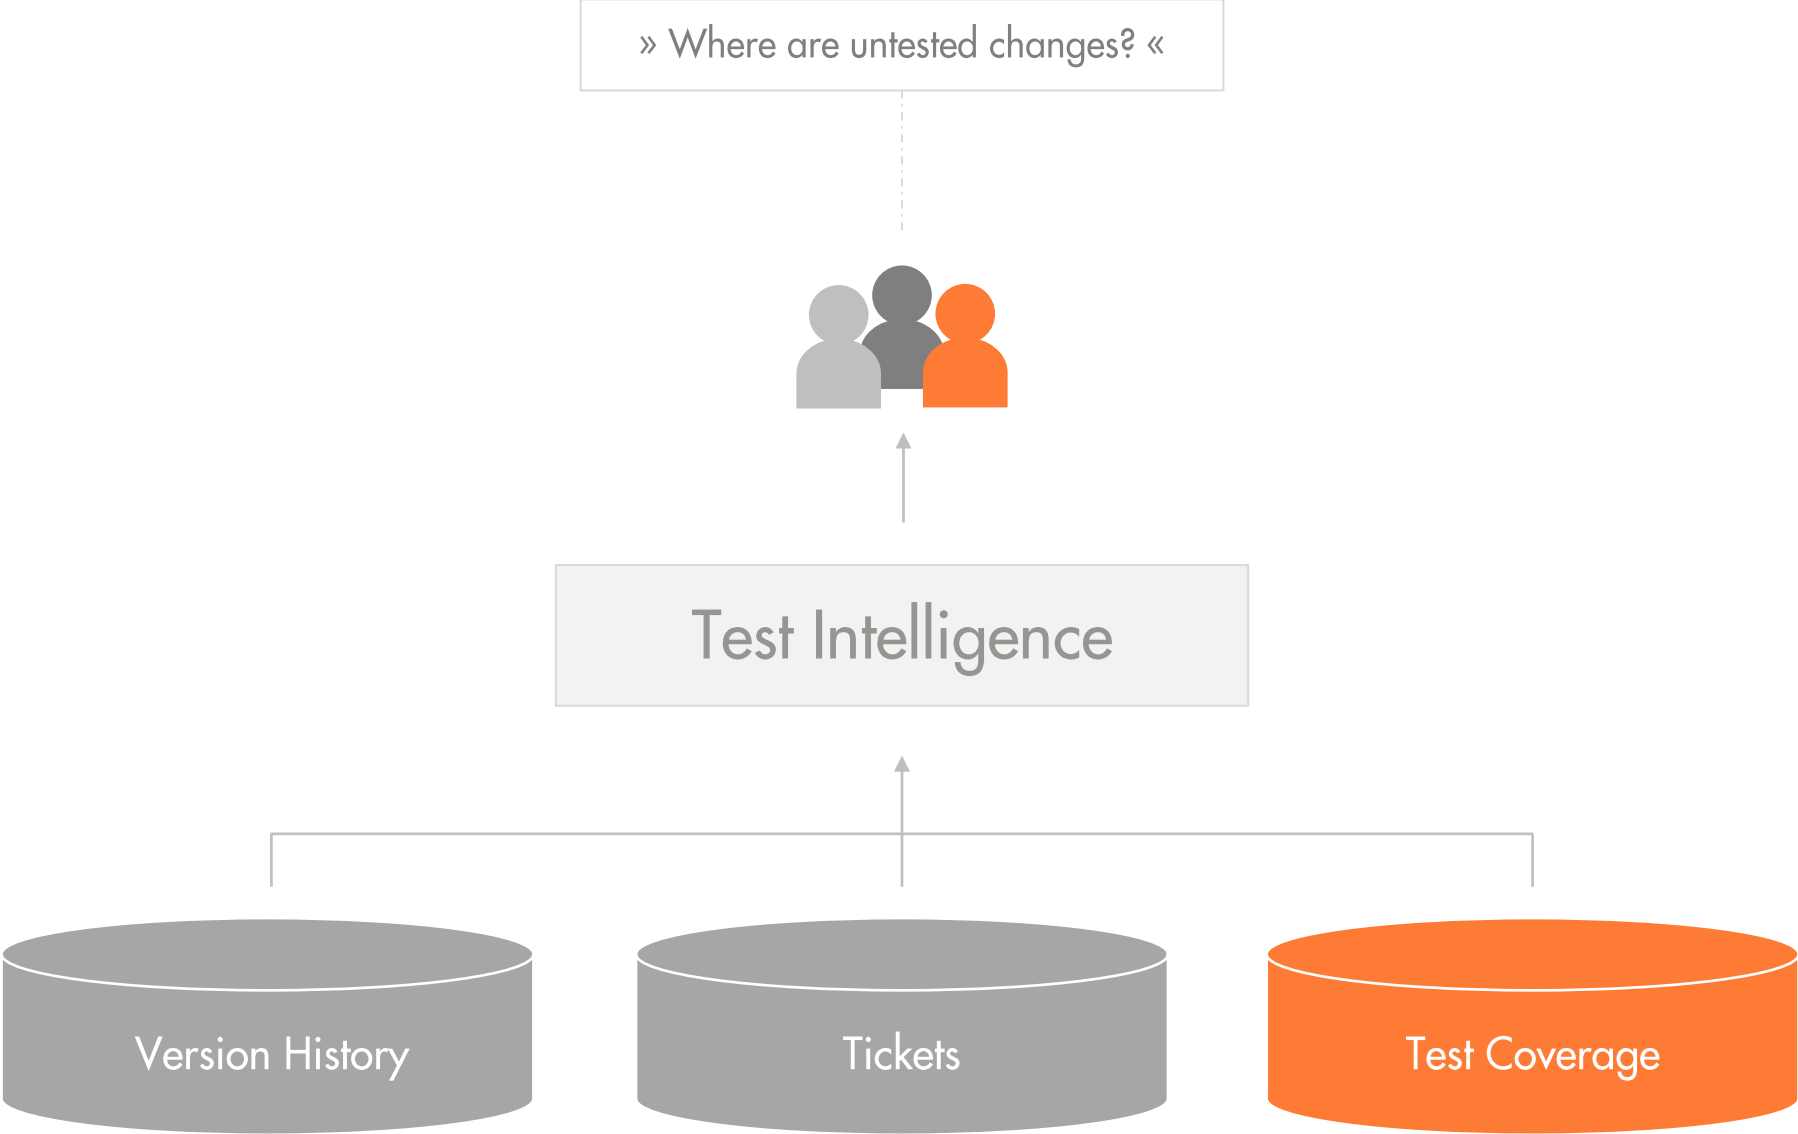 » Where are untested changes? «
Test Intelligence
Version History
Tickets
Test Coverage